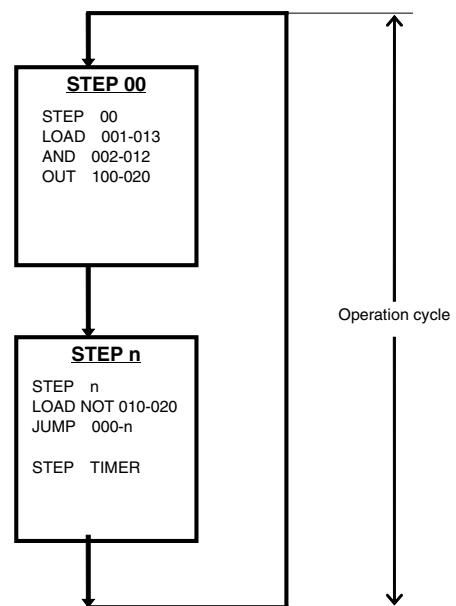 STEP 00
STEP 00
LOAD 001-013
AND 002-012
OUT 100-020
Operation cycle
STEP n
STEP n
LOAD NOT 010-020
JUMP 000-n
STEP TIMER